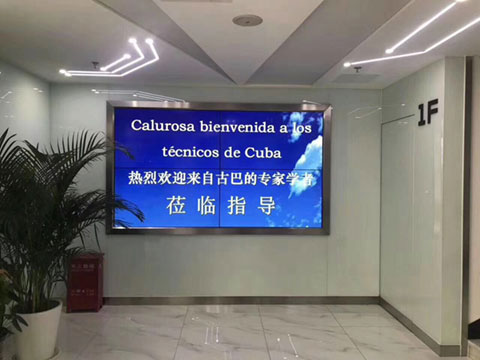 Calurosa bienvenida a los
técnicos de Cuba
热烈欢迎来自古巴的专家学者
莅临指导
1F